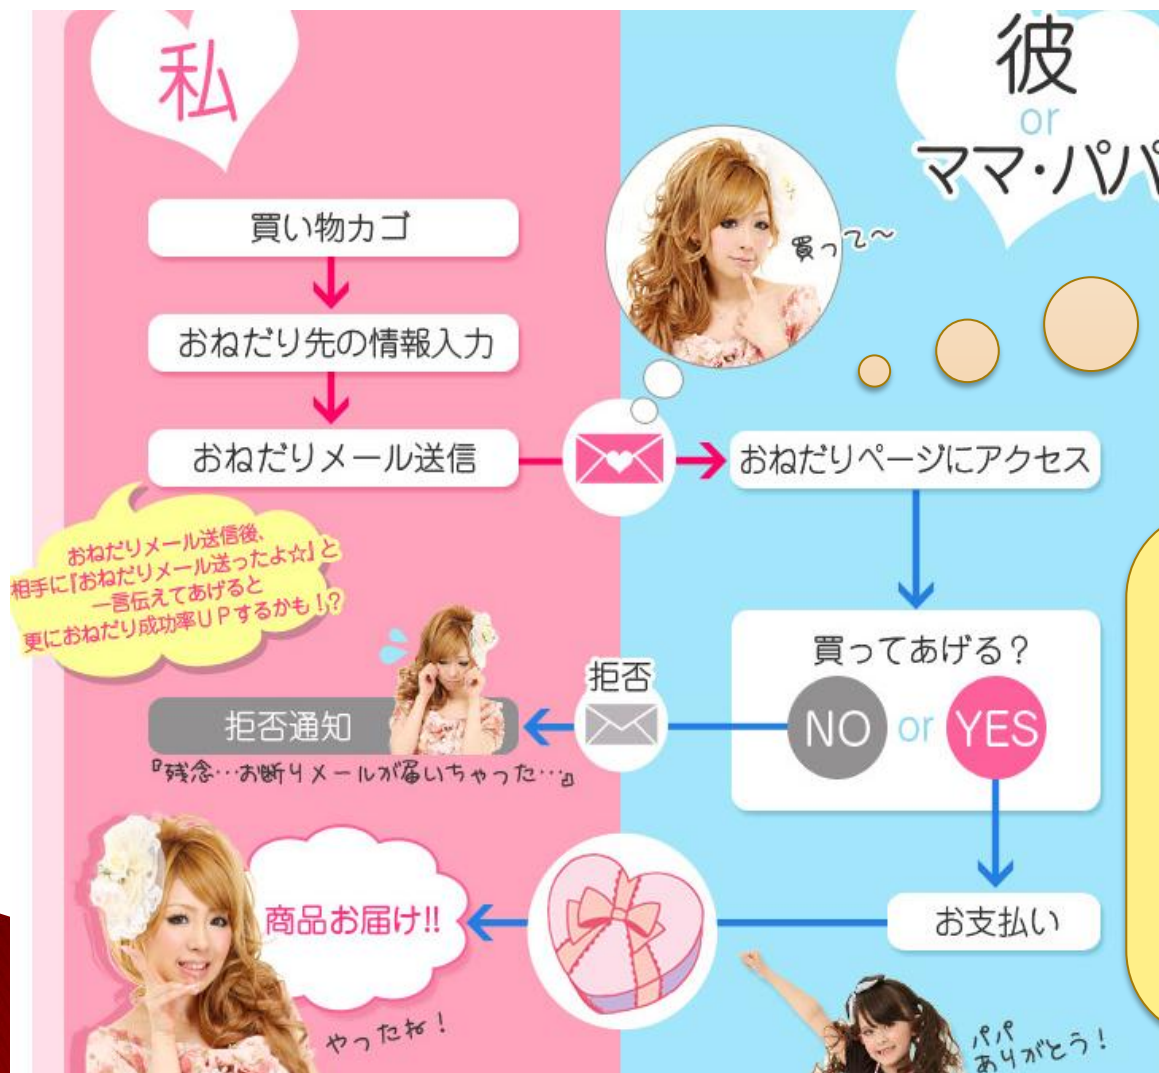 私
彼
or
ママ・パパ
買い物カゴ
買って〜
おねだり先の情報入力
おねだりメール送信
おねだりページにアクセス
おねだりメール送信後、
相手に『おねだりメール送ったよ☆』と
一言伝えてあげると
更におねだり成功率UPするかも!?
買ってあげる?
NO or YES
拒否
拒否通知
『残念…お断りメールが届いちゃった…』
お支払い
商品お届け!!
やったね!
パパ
ありがとう!